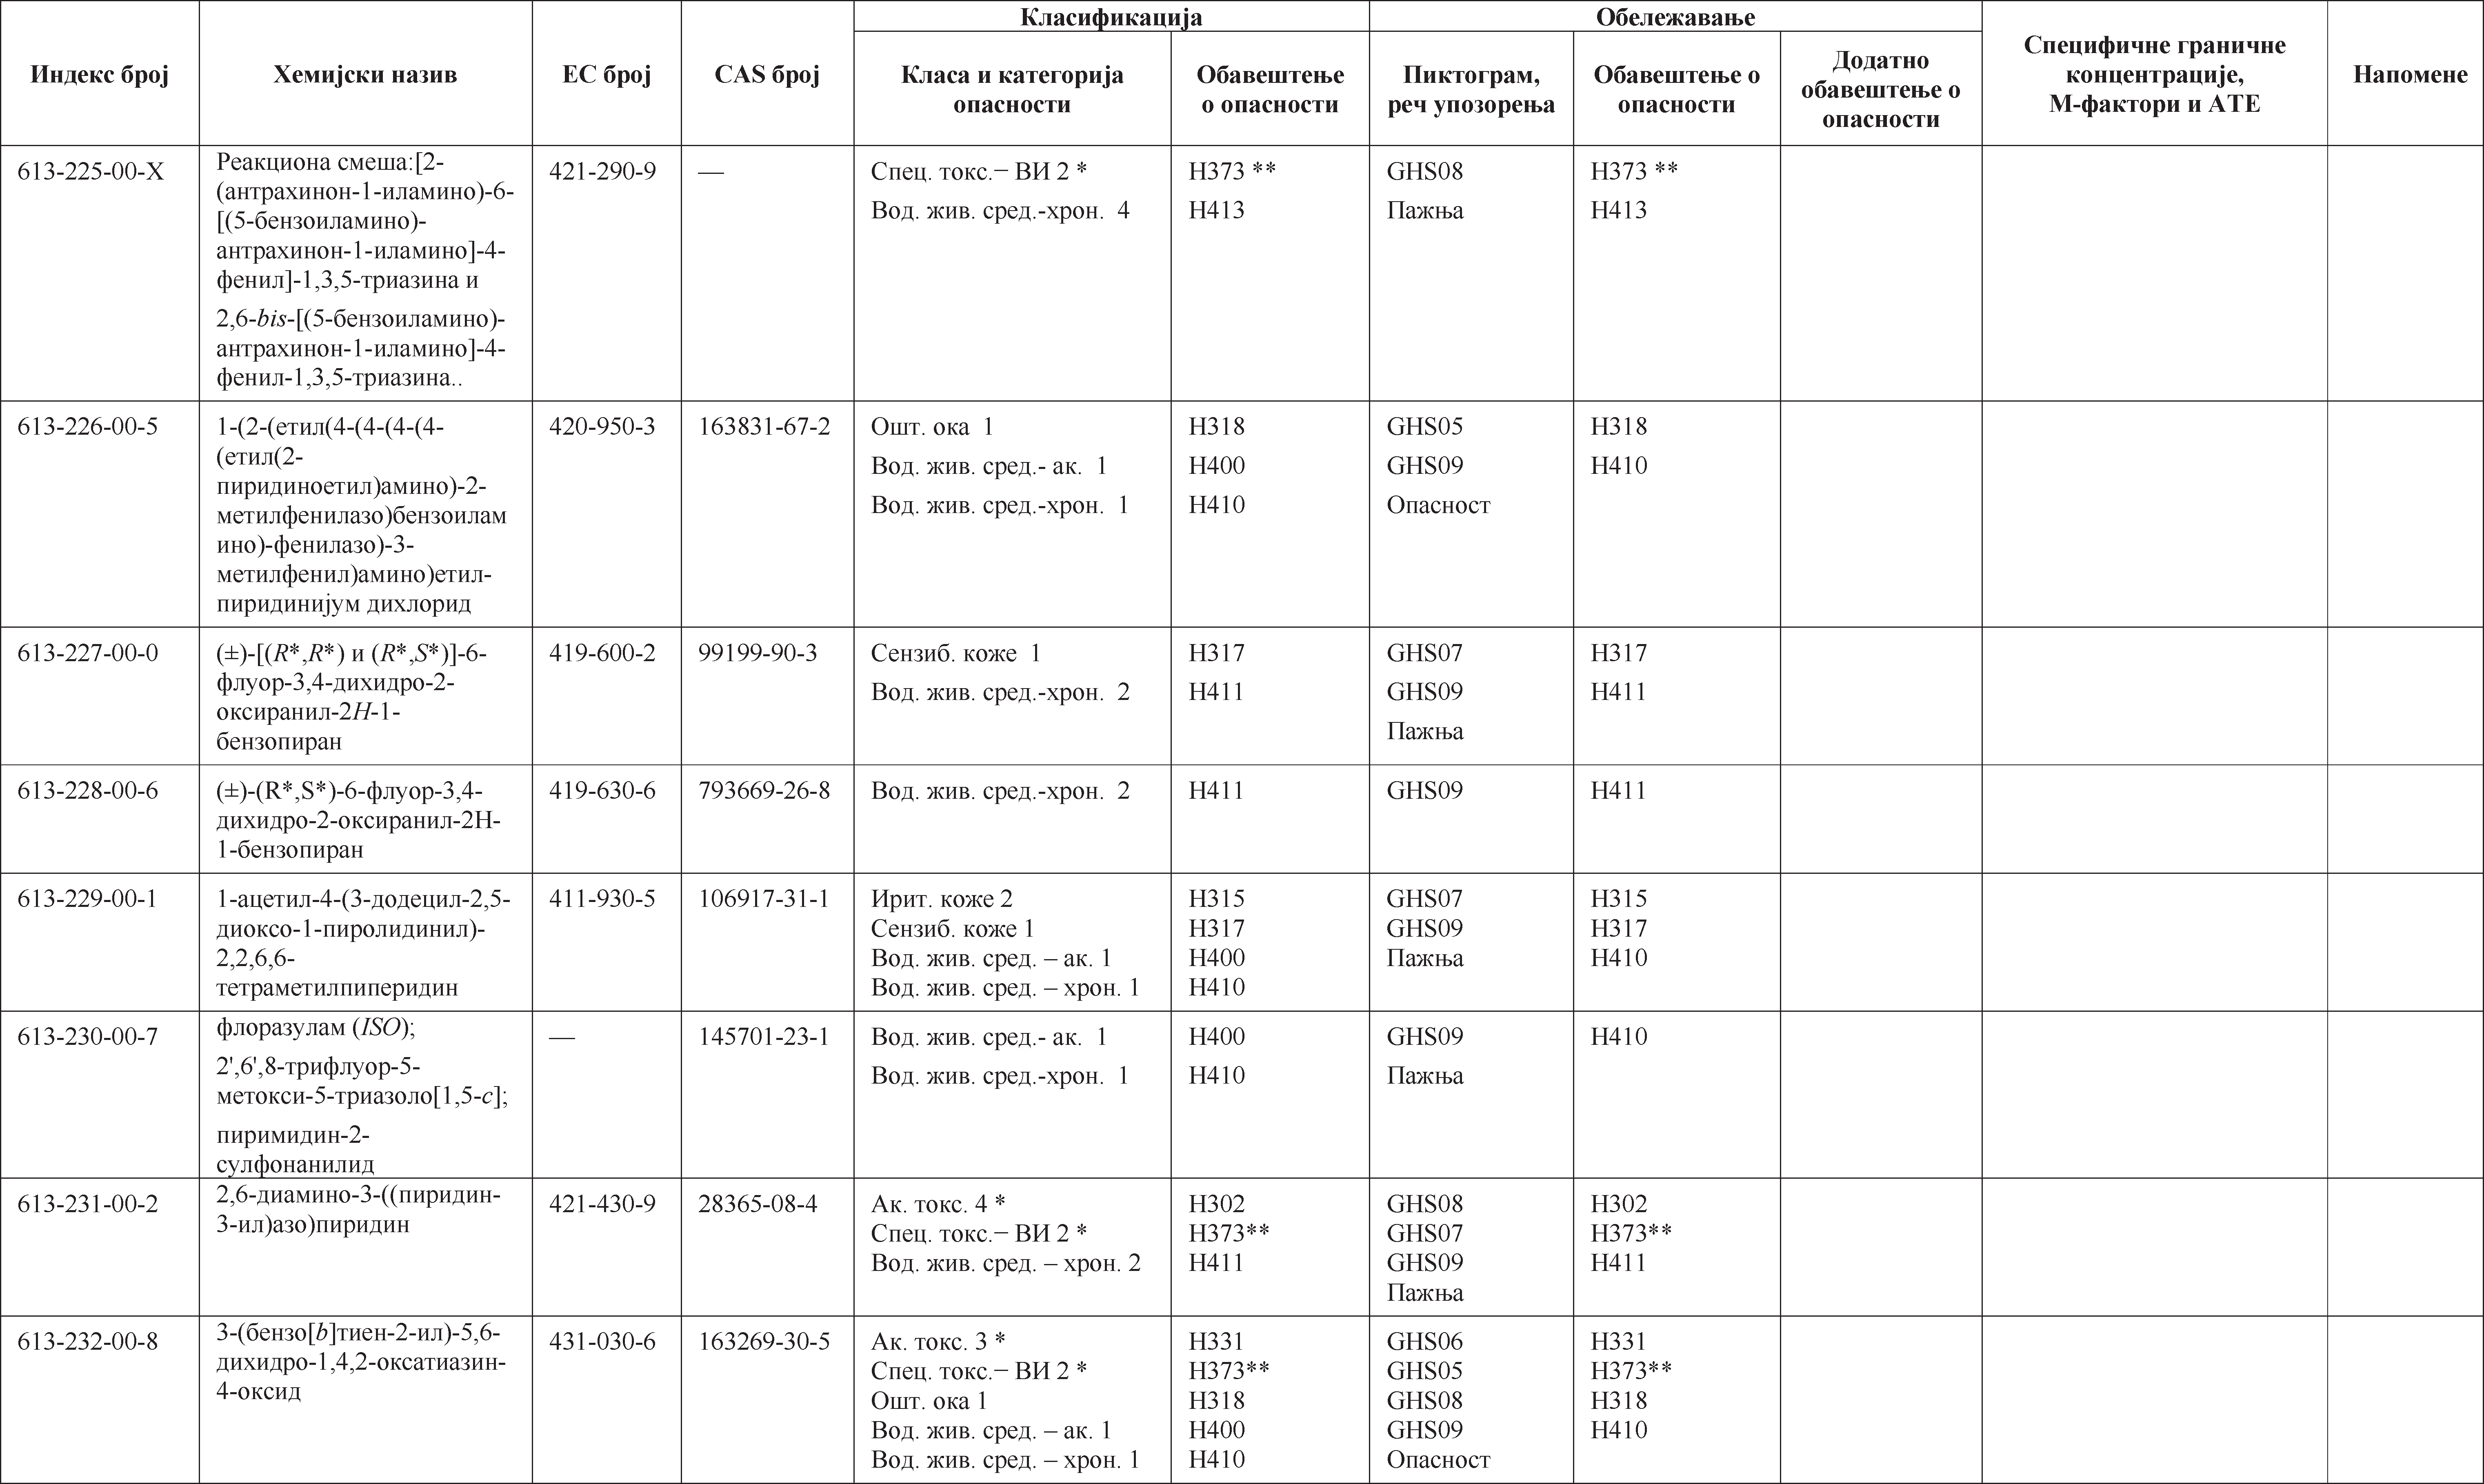 Индекс број
Хемијски назив
ЕС број
CAS број
Класификација
Класа и категорија
опасности
Обавештење
о опасности
Обележавање
Пиктограм,
реч упозорења
Обавештење о
опасности
Додатно
обавештење о
опасности
Специфичне граничне
концентрације,
М-фактори и АТЕ
Напомене
613-225-00-X
Реакциона смеша:[2-
(антрахинон-1-иламино)-6-
[(5-бензоиламино)-
антрахинон-1-иламино]-4-
фенил]-1,3,5-триазина и
2,6-bis-[(5-бензоиламино)-
антрахинон-1-иламино]-4-
фенил-1,3,5-триазина..
421-290-9
—
Спец. токс.− ВИ 2 *
Вод. жив. сред.-хрон.  4
H373 **
H413
GHS08
Пажња
H373 **
H413
613-226-00-5
1-(2-(етил(4-(4-(4-(4-
(етил(2-
пиридиноетил)амино)-2-
метилфенилазо)бензоилам
ино)-фенилазо)-3-
метилфенил)амино)етил-
пиридинијум дихлорид
420-950-3
163831-67-2
Ошт. ока  1
Вод. жив. сред.- ак.  1
Вод. жив. сред.-хрон.  1
H318
H400
H410
GHS05
GHS09
Опасност
H318
H410
613-227-00-0
(±)-[(R*,R*) и (R*,S*)]-6-
флуор-3,4-дихидро-2-
оксиранил-2H-1-
бензопиран
419-600-2
99199-90-3
Сензиб. коже  1
Вод. жив. сред.-хрон.  2
H317
H411
GHS07
GHS09
Пажња
H317
H411
613-228-00-6
(±)-(R*,S*)-6-флуор-3,4-
дихидро-2-оксиранил-2H-
1-бензопиран
419-630-6
793669-26-8
Вод. жив. сред.-хрон.  2
H411
GHS09
H411
613-229-00-1
1-ацетил-4-(3-додецил-2,5-
диоксо-1-пиролидинил)-
2,2,6,6-
тетраметилпиперидин
411-930-5
106917-31-1
Ирит. коже 2
Сензиб. коже 1
Вод. жив. сред. – ак. 1
Вод. жив. сред. – хрон. 1
H315
H317
H400
H410
GHS07
GHS09
Пажња
H315
H317
H410
613-230-00-7
флоразулам (ISO);
2',6',8-трифлуор-5-
метокси-5-триазоло[1,5-c];
пиримидин-2-
сулфонанилид
—
145701-23-1
Вод. жив. сред.- ак.  1
Вод. жив. сред.-хрон.  1
H400
H410
GHS09
Пажња
H410
613-231-00-2
2,6-диамино-3-((пиридин-
3-ил)азо)пиридин
421-430-9
28365-08-4
Ак. токс. 4 *
Спец. токс.− ВИ 2 *
Вод. жив. сред. – хрон. 2
H302
H373**
H411
GHS08
GHS07
GHS09
Пажња
H302
H373**
H411
613-232-00-8
3-(бензо[b]тиен-2-ил)-5,6-
дихидро-1,4,2-оксатиазин-
4-оксид
431-030-6
163269-30-5
Ак. токс. 3 *
Спец. токс.− ВИ 2 *
Ошт. ока 1
Вод. жив. сред. – ак. 1
Вод. жив. сред. – хрон. 1
H331
H373**
H318
H400
H410
GHS06
GHS05
GHS08
GHS09
Опасност
H331
H373**
H318
H410